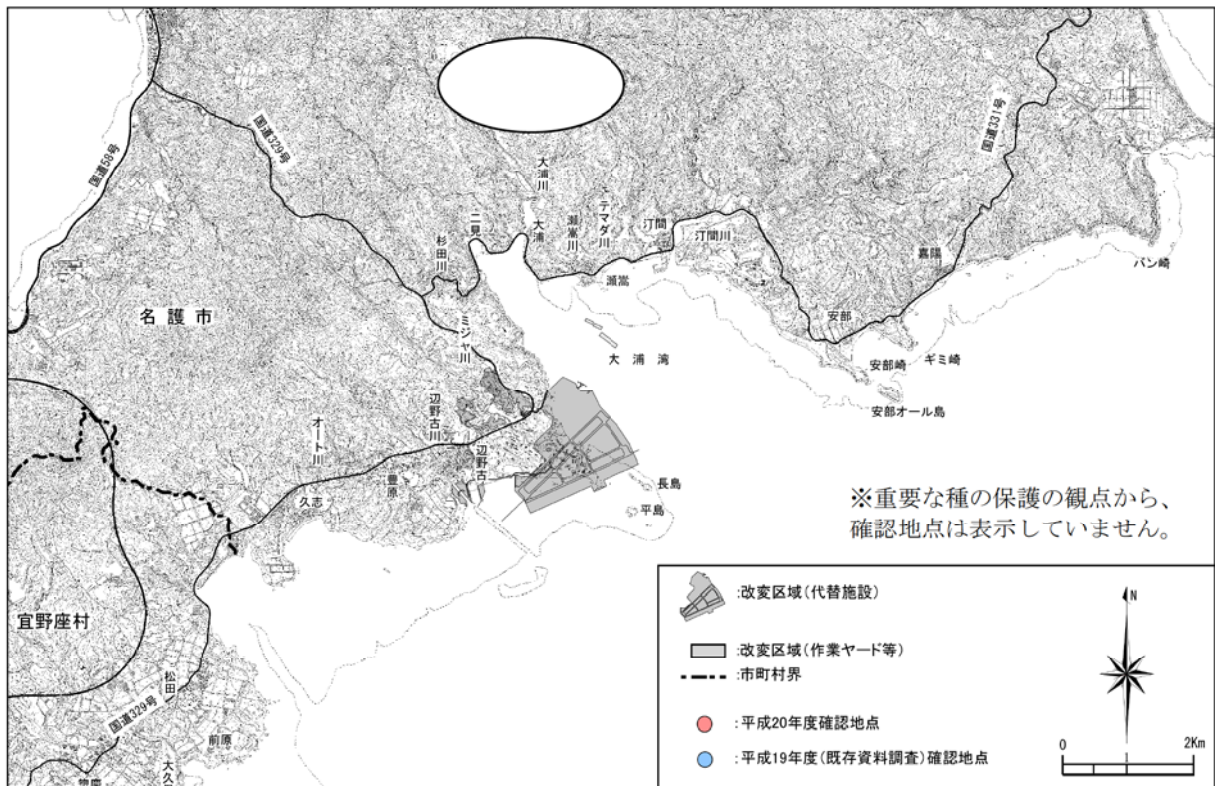 国道58号
国道329号
国道331号
大浦川
大浦
二見
杉田川
瀬嵩川
テマダ川
汀間
汀間川
瀬嵩
嘉陽
バン崎
安部
安部崎
ギミ崎
安部オール島
大浦湾
名護市
ミジャ川
辺野古川
辺野古
オート川
久志
豊原
長島
平島
宜野座村
松田
国道329号
前原
※重要な種の保護の観点から、
確認地点は表示していません。
:改変区域(代替施設)
:改変区域(作業ヤード等)
:市町村界
:平成20年度確認地点
:平成19年度(既存資料調査)確認地点
N
0 1 2Km